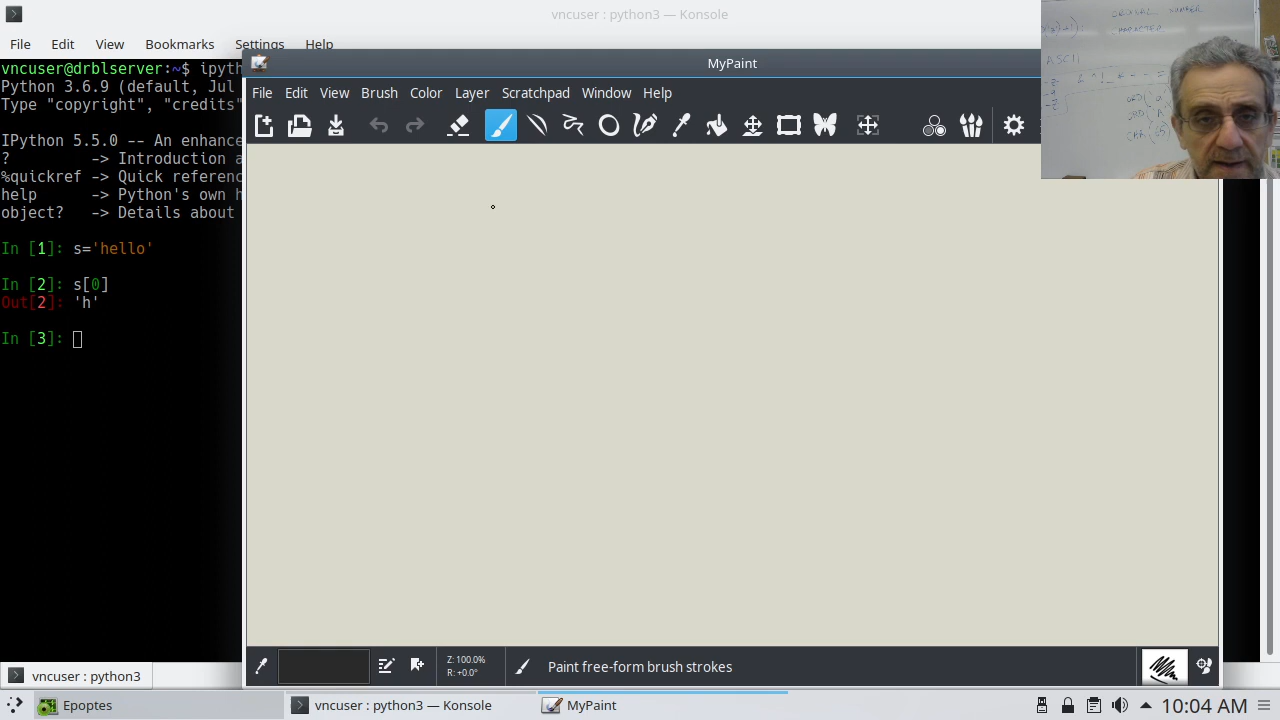 vncuser : python3 — Konsole
File Edit View Bookmarks Settings Help
vncuser@drblserver:~$ ipyth
Python 3.6.9 (default, Jul
Type "copyright", "credits"
IPython 5.5.0 -- An enhance
? -> Introduction a
%quickref -> Quick referenc
help -> Python's own h
object? -> Details about
In [1]: s='hello'
In [2]: s[0]
Out[2]: 'h'
In [3]:
MyPaint
File Edit View Brush Color Layer Scratchpad Window Help
ORDINAL NUMBER
CHARACTER
ASCII
Z: 100.0%
R: +0.0°
Paint free-form brush strokes
vncuser : python3
Epoptes
vncuser : python3 — Konsole
MyPaint
10:04 AM